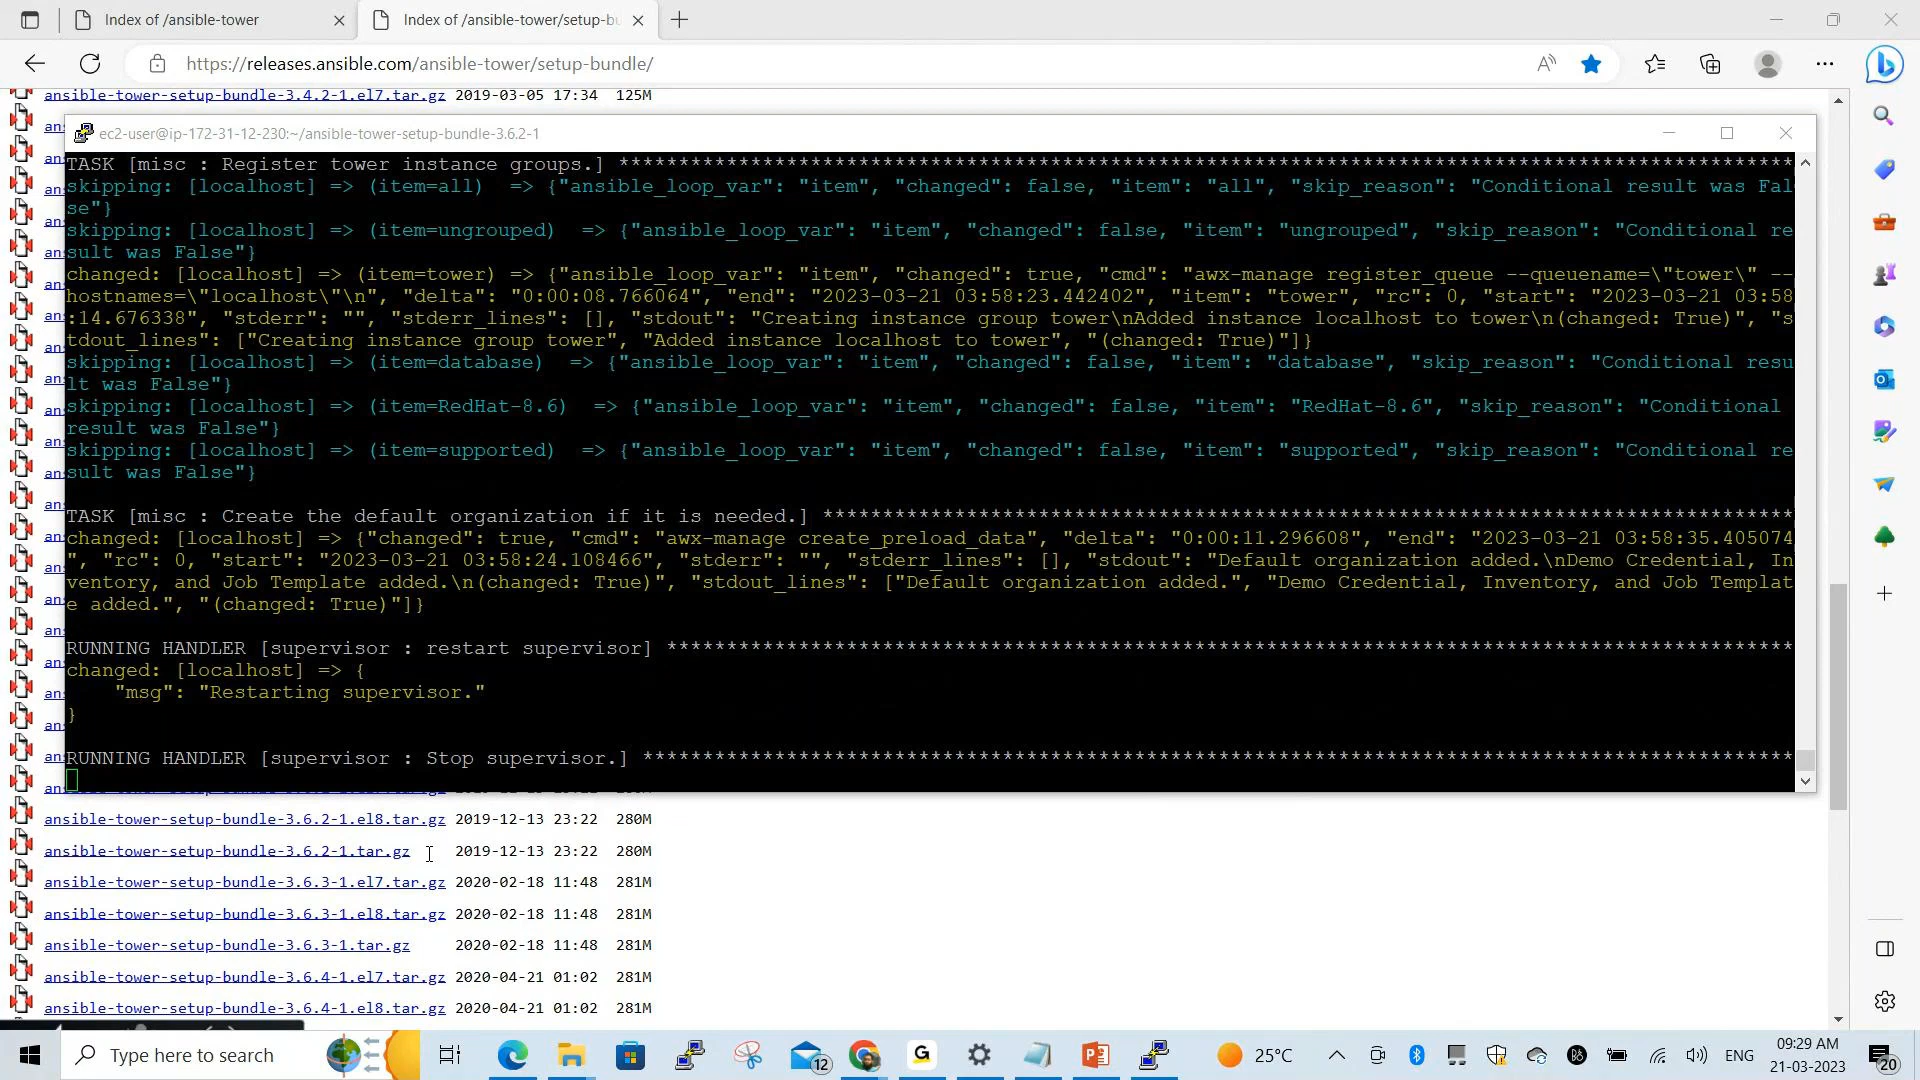 Index of /ansible-tower
Index of /ansible-tower/setup-bu
https://releases.ansible.com/ansible-tower/setup-bundle/
ansible-tower-setup-bundle-3.4.2-1.el7.tar.gz 2019-03-05 17:34 125M
ec2-user@ip-172-31-12-230:~/ansible-tower-setup-bundle-3.6.2-1
TASK [misc : Register tower instance groups.] **************************************************************************************************
skipping: [localhost] => (item=all)  => {"ansible_loop_var": "item", "changed": false, "item": "all", "skip_reason": "Conditional result was Fal
se"}
skipping: [localhost] => (item=ungrouped)  => {"ansible_loop_var": "item", "changed": false, "item": "ungrouped", "skip_reason": "Conditional re
sult was False"}
changed: [localhost] => (item=tower) => {"ansible_loop_var": "item", "changed": true, "cmd": "awx-manage register_queue --queuename=\"tower\" --
hostnames=\"localhost\"\n", "delta": "0:00:08.766064", "end": "2023-03-21 03:58:23.442402", "item": "tower", "rc": 0, "start": "2023-03-21 03:58
:14.676338", "stderr": "", "stderr_lines": [], "stdout": "Creating instance group tower\nAdded instance localhost to tower\n(changed: True)", "s
tdout_lines": ["Creating instance group tower", "Added instance localhost to tower", "(changed: True)"]}
skipping: [localhost] => (item=database)  => {"ansible_loop_var": "item", "changed": false, "item": "database", "skip_reason": "Conditional resu
lt was False"}
skipping: [localhost] => (item=RedHat-8.6)  => {"ansible_loop_var": "item", "changed": false, "item": "RedHat-8.6", "skip_reason": "Conditional
result was False"}
skipping: [localhost] => (item=supported)  => {"ansible_loop_var": "item", "changed": false, "item": "supported", "skip_reason": "Conditional re
sult was False"}
TASK [misc : Create the default organization if it is needed.] *********************************************************************************
changed: [localhost] => {"changed": true, "cmd": "awx-manage create_preload_data", "delta": "0:00:11.296608", "end": "2023-03-21 03:58:35.405074
", "rc": 0, "start": "2023-03-21 03:58:24.108466", "stderr": "", "stderr_lines": [], "stdout": "Default organization added.\nDemo Credential, In
ventory, and Job Template added.\n(changed: True)", "stdout_lines": ["Default organization added.", "Demo Credential, Inventory, and Job Templat
e added.", "(changed: True)"]}
RUNNING HANDLER [supervisor : restart supervisor] **********************************************************************************************
changed: [localhost] => {
"msg": "Restarting supervisor."
}
RUNNING HANDLER [supervisor : Stop supervisor.] ************************************************************************************************
ansible-tower-setup-bundle-3.6.2-1.el8.tar.gz 2019-12-13 23:22 280M
ansible-tower-setup-bundle-3.6.2-1.tar.gz 2019-12-13 23:22 280M
ansible-tower-setup-bundle-3.6.3-1.el7.tar.gz 2020-02-18 11:48 281M
ansible-tower-setup-bundle-3.6.3-1.el8.tar.gz 2020-02-18 11:48 281M
ansible-tower-setup-bundle-3.6.3-1.tar.gz 2020-02-18 11:48 281M
ansible-tower-setup-bundle-3.6.4-1.el7.tar.gz 2020-04-21 01:02 281M
ansible-tower-setup-bundle-3.6.4-1.el8.tar.gz 2020-04-21 01:02 281M
Type here to search
12
25°C
ENG
09:29 AM
21-03-2023
20